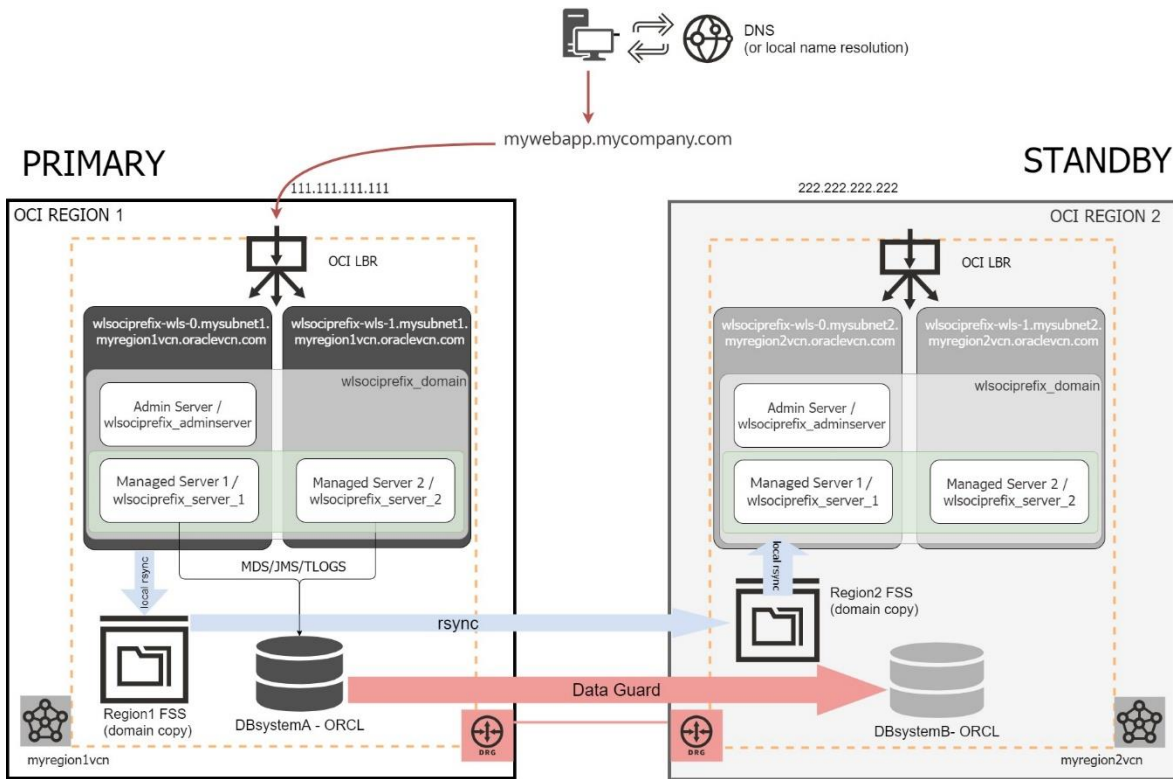 DNS
(or local name resolution)
mywebapp.mycompany.com
PRIMARY
STANDBY
111.111.111.111
222.222.222.222
OCI REGION 1
OCI LBR
wlsociprefix-wls-0.mysubnet1.
myregion1vcn.oraclevcn.com
wlsociprefix-wls-1.mysubnet1.
myregion1vcn.oraclevcn.com
wlsociprefix_domain
Admin Server /
wlsociprefix_adminserver
Managed Server 1 /
wlsociprefix_server_1
Managed Server 2 /
wlsociprefix_server_2
local rsync
MDS/JMS/TLOGS
Region1 FSS
(domain copy)
DBsystemA - ORCL
myregion1vcn
DRG
rsync
Data Guard
OCI REGION 2
OCI LBR
wlsociprefix-wls-0.mysubnet2.
myregion2vcn.oraclevcn.com
wlsociprefix-wls-1.mysubnet2.
myregion2vcn.oraclevcn.com
wlsociprefix_domain
Admin Server /
wlsociprefix_adminserver
Managed Server 1 /
wlsociprefix_server_1
Managed Server 2 /
wlsociprefix_server_2
local rsync
Region2 FSS
(domain copy)
DBsystemB- ORCL
DRG
myregion2vcn